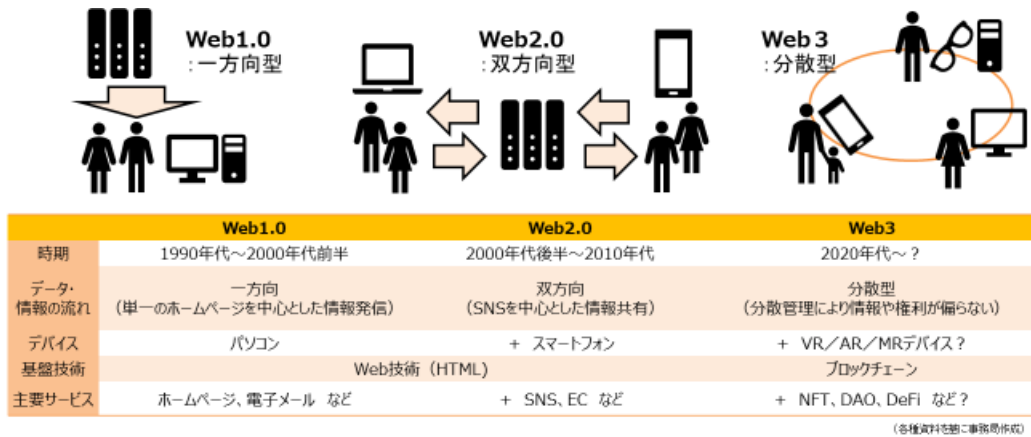 Web1.0
:一方向型
Web2.0
:双方向型
Web3
:分散型
Web1.0 Web2.0 Web3
時期 1990年代～2000年代前半 2000年代後半～2010年代 2020年代～？
データ・情報の流れ 一方向 双方向 分散型
（単一のホームページを中心とした情報発信） （SNSを中心とした情報共有） （分散管理により情報や権利が偏らない）
デバイス パソコン + スマートフォン + VR／AR／MRデバイス？
基盤技術 Web技術（HTML） ブロックチェーン
主要サービス ホームページ、電子メール など + SNS、EC など + NFT、DAO、DeFi など？
（各種資料を基に事務局作成）